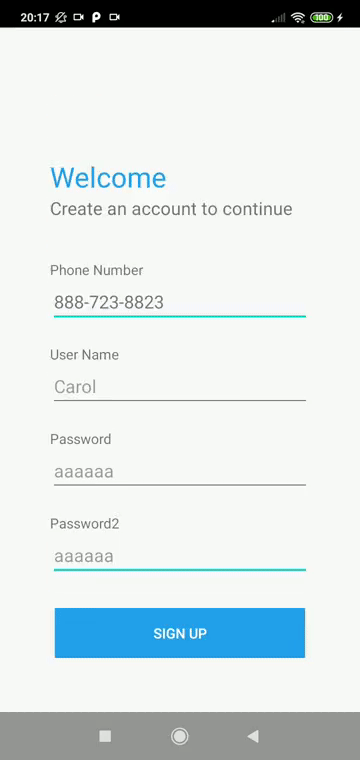 20:17
100
Welcome
Create an account to continue
Phone Number
888-723-8823
User Name
Carol
Password
aaaaaa
Password2
aaaaaa
SIGN UP